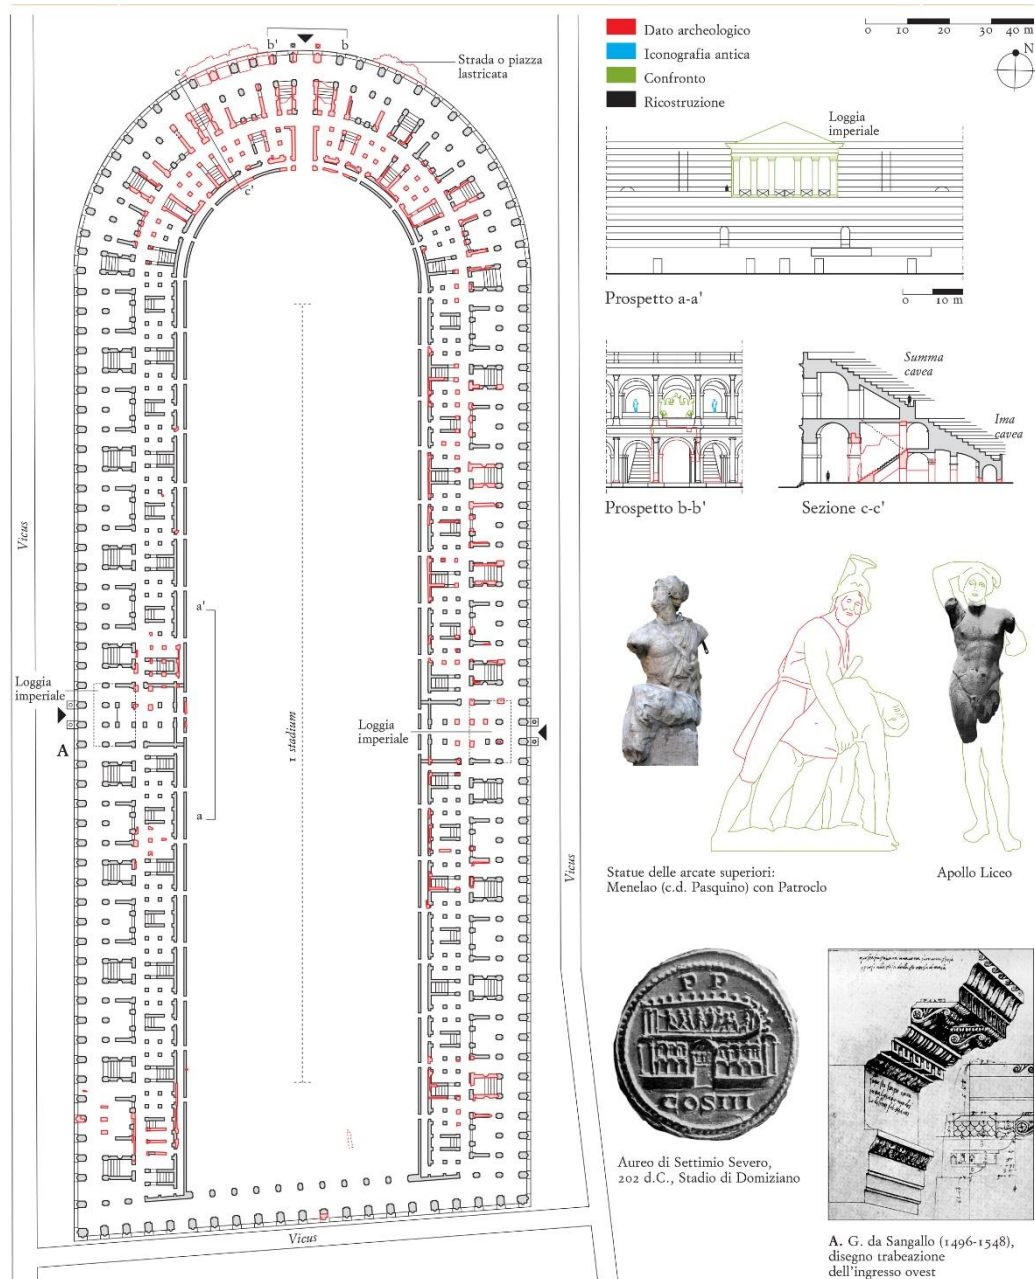 Dato archeologico
Iconografia antica
Confronto
Ricostruzione
0 10 20 30 40 m
N
b' b
Strada o piazza
lastricata
c
c'
Loggia
imperiale
Prospetto a-a'
0 10 m
Summa
cavea
Ima
cavea
Prospetto b-b'
Sezione c-c'
Vicus
a'
Loggia
imperiale
A
1 stadium
Loggia
imperiale
a
Vicus
Statue delle arcate superiori:
Menelao (c.d. Pasquino) con Patroclo
Apollo Liceo
P P
COSIII
Aureo di Settimio Severo,
202 d.C., Stadio di Domiziano
Vicus
A. G. da Sangallo (1496-1548),
disegno trabeazione
dell'ingresso ovest